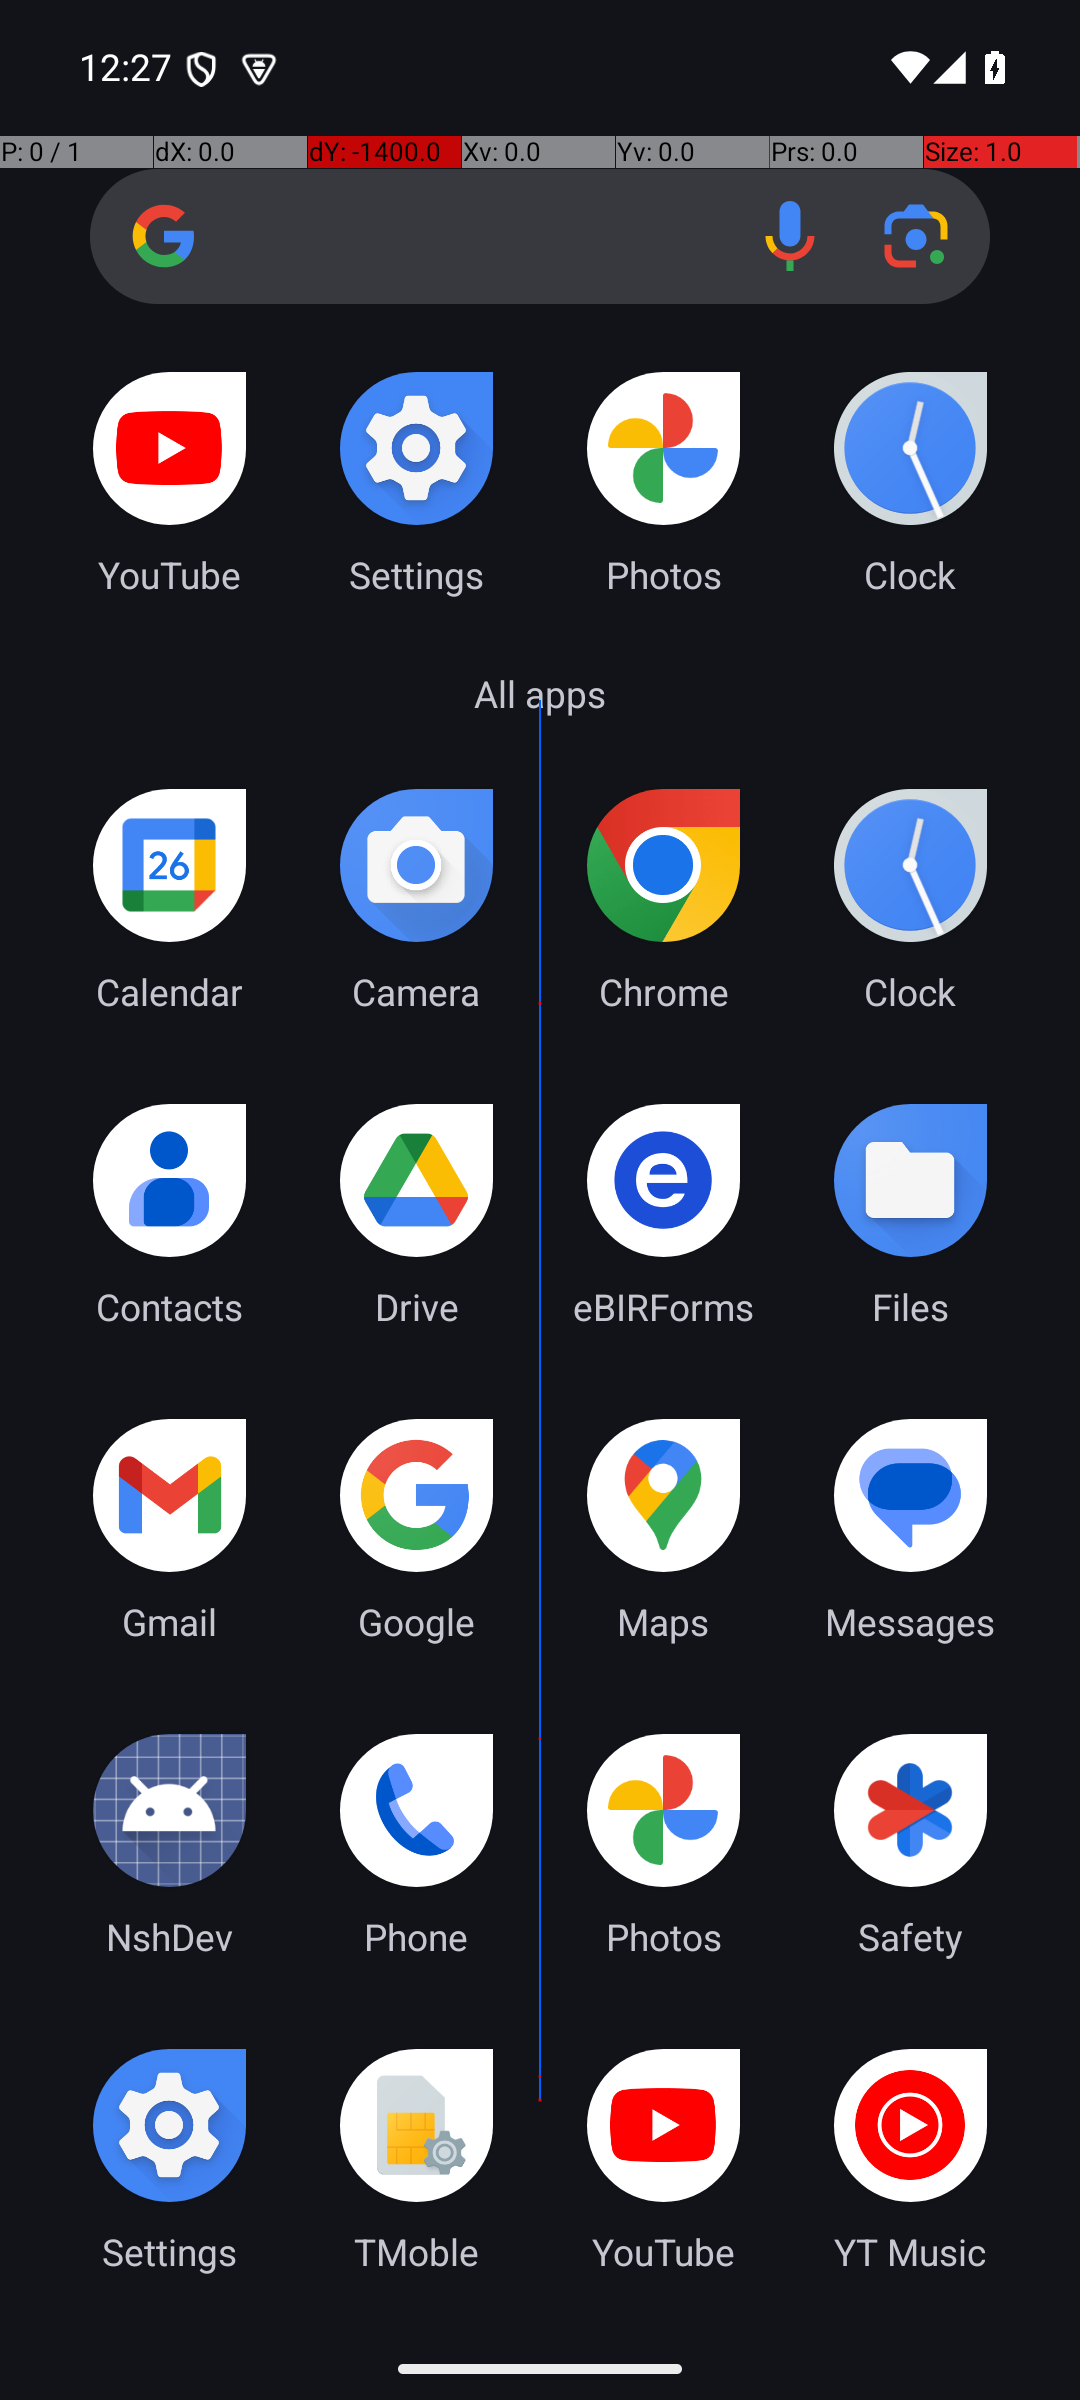 12:27
P: 0 / 1 dX: 0.0 dY: -1400.0 Xv: 0.0 Yv: 0.0 Prs: 0.0 Size: 1.0
YouTube Settings Photos Clock
All apps
26
Calendar Camera Chrome Clock
Contacts Drive eBIRForms Files
Gmail Google Maps Messages
NshDev Phone Photos Safety
Settings TMoble YouTube YT Music